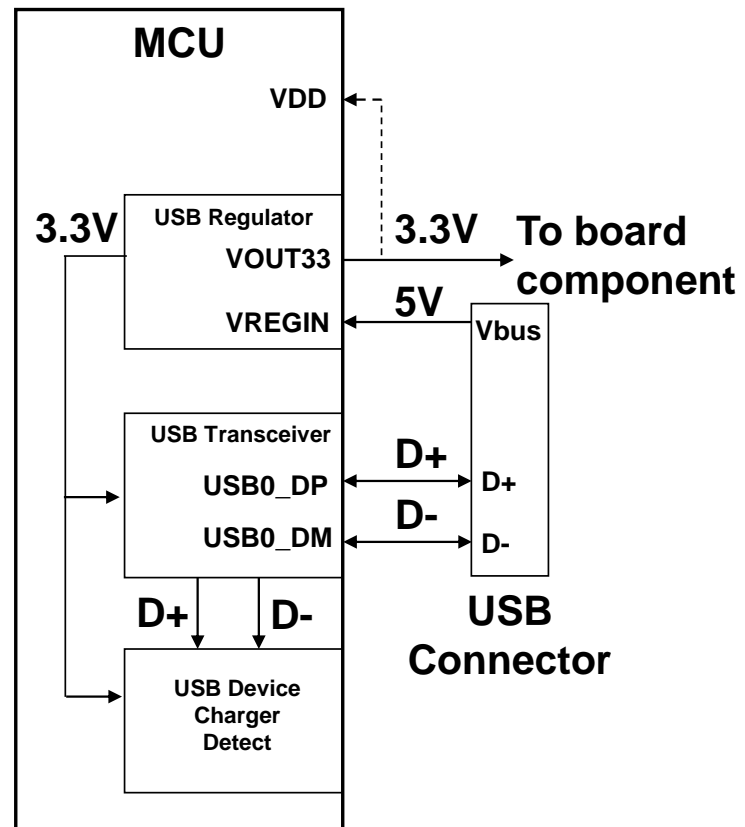 MCU
VDD
USB Regulator
3.3V
VOUT33
3.3V
To board
component
VREGIN
5V
Vbus
USB Transceiver
USB0_DP
D+
D+
USB0_DM
D-
D-
D+
D-
USB
Connector
USB Device
Charger
Detect